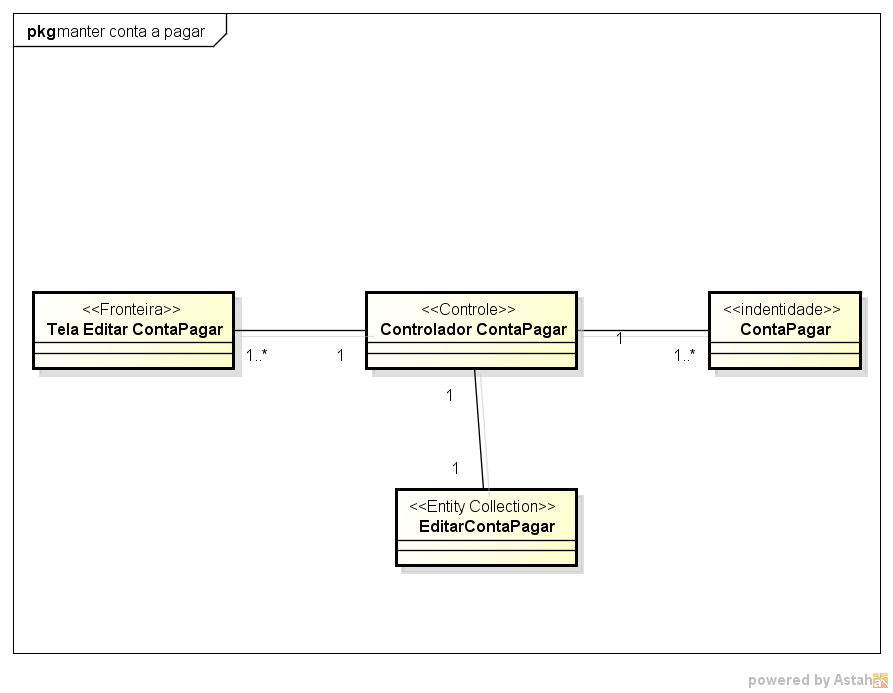 pkg manter conta a pagar
<<Fronteira>>
Tela Editar ContaPagar
<<Controle>>
Controlador ContaPagar
<<indentidade>>
ContaPagar
1..*
1
1
1..*
1
1
<<Entity Collection>>
EditarContaPagar
powered by Astah